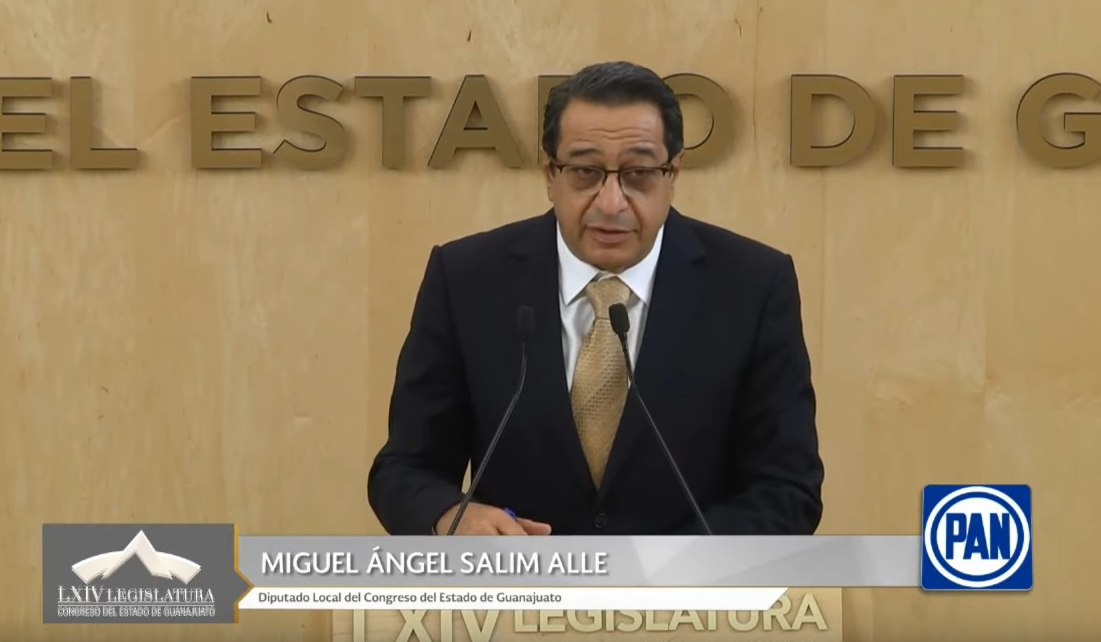 EL ESTADO DE G
MIGUEL ÁNGEL SALIM ALLE
Diputado Local del Congreso del Estado de Guanajuato
PAN
LXIV LEGISLATURA
CONGRESO DEL ESTADO DE GUANAJUATO
LXIV LEGISLATURA